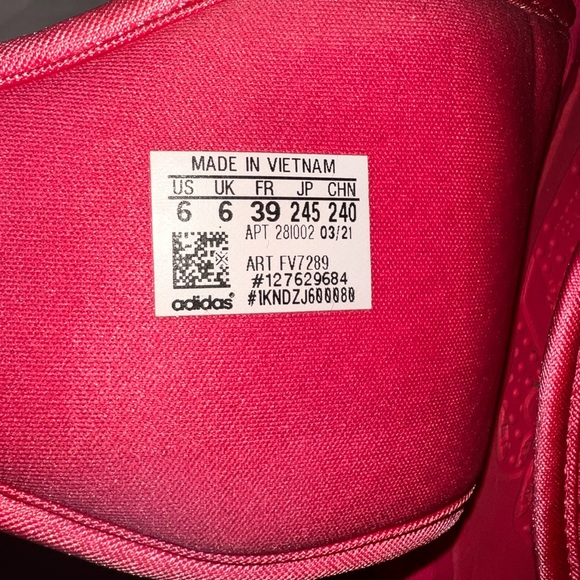 MADE IN VIETNAM
US UK FR JP CHN
6 6 39 245 240
APT 281002 03/21
ART FV7289
#127629684
adidas #1KNDZJ600080